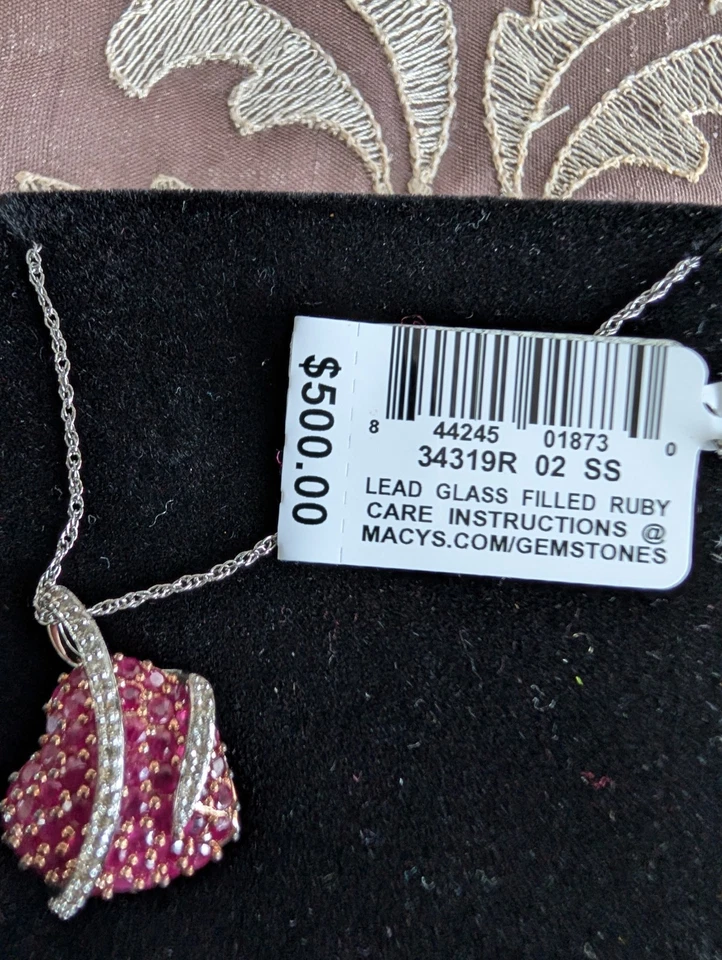 $500.00
8 44245 01873 0
34319R 02 SS
LEAD GLASS FILLED RUBY
CARE INSTRUCTIONS @
MACYS.COM/GEMSTONES